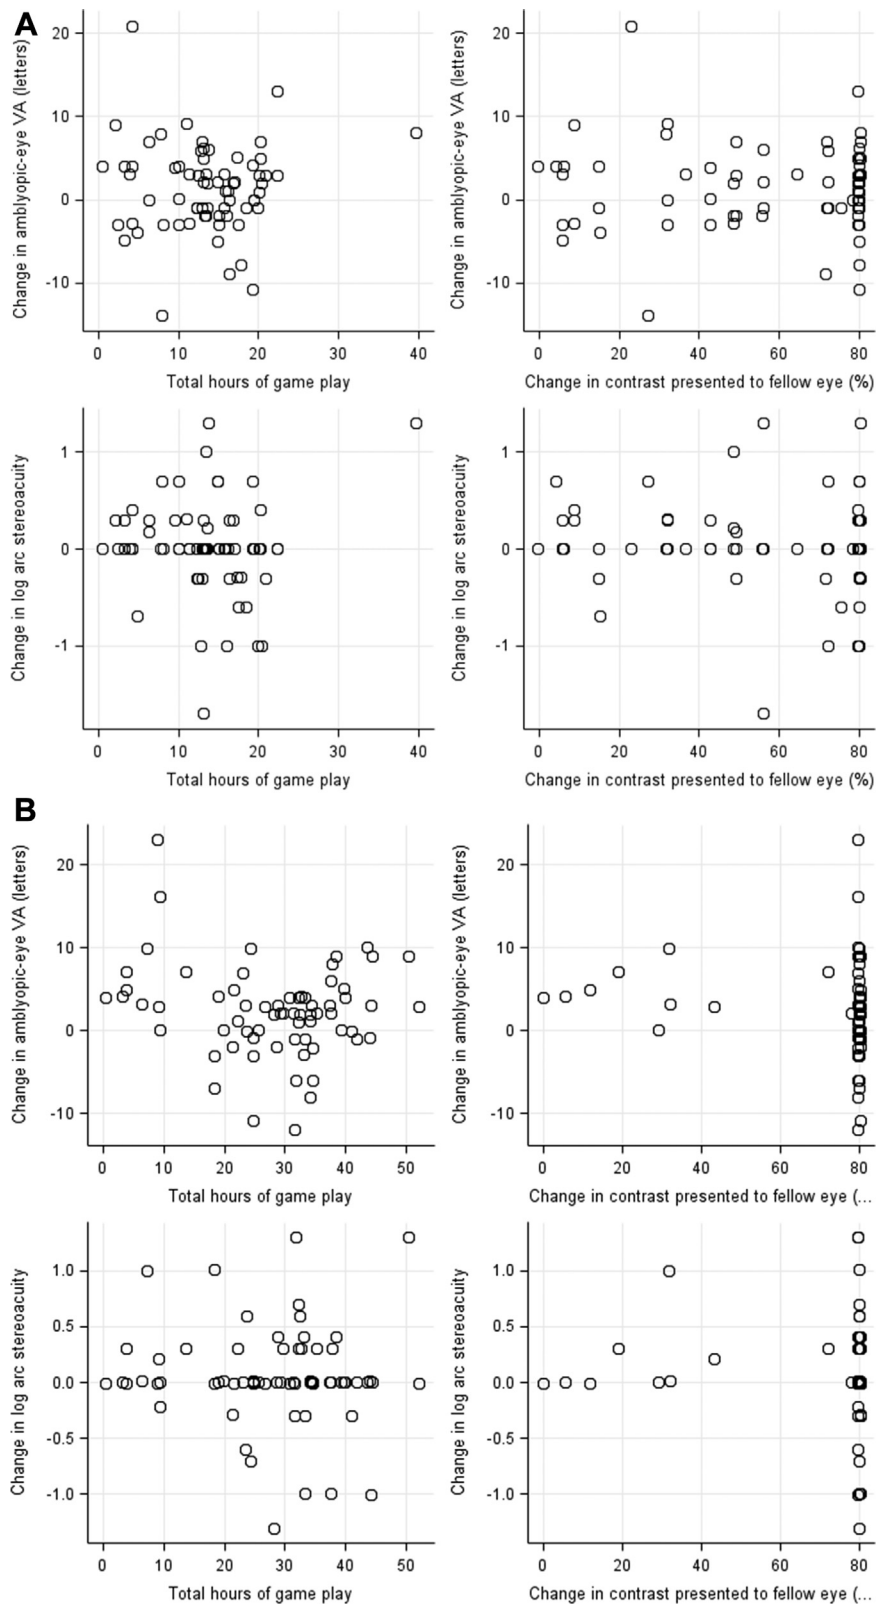 A
Change in amblyopic-eye VA (letters)
20
10
0
-10
0 10 20 30 40
Total hours of game play
Change in amblyopic-eye VA (letters)
20
10
0
-10
0 20 40 60 80
Change in contrast presented to fellow eye (%)
Change in log arc stereoacuity
1
0
-1
0 10 20 30 40
Total hours of game play
Change in log arc stereoacuity
1
0
-1
0 20 40 60 80
Change in contrast presented to fellow eye (%)
B
Change in amblyopic-eye VA (letters)
20
10
0
-10
0 10 20 30 40 50
Total hours of game play
Change in amblyopic-eye VA (letters)
20
10
0
-10
0 20 40 60 80
Change in contrast presented to fellow eye (...
Change in log arc stereoacuity
1.0
0.5
0.0
-0.5
-1.0
0 10 20 30 40 50
Total hours of game play
Change in log arc stereoacuity
1.0
0.5
0.0
-0.5
-1.0
0 20 40 60 80
Change in contrast presented to fellow eye (...